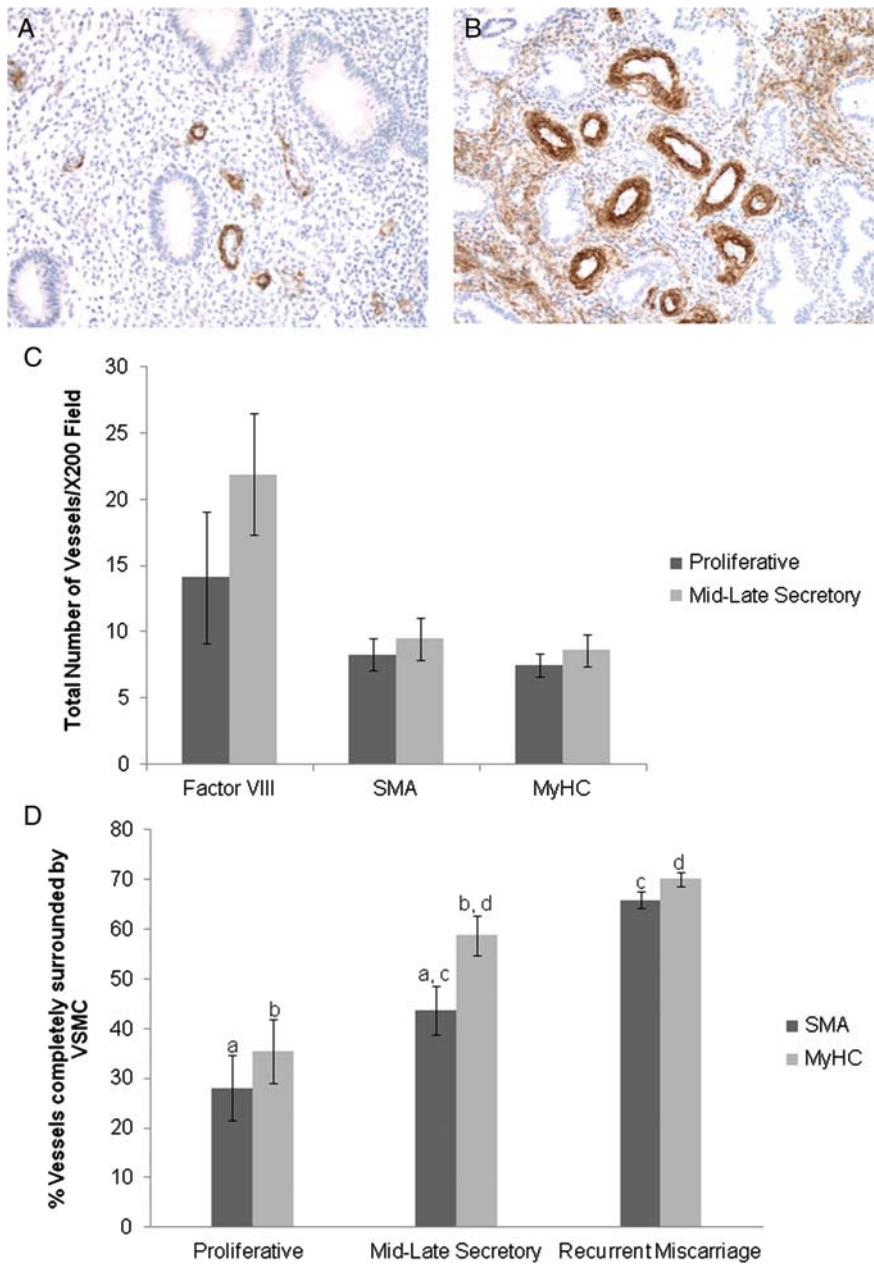 A
B
C
30
25
20
15
10
5
0
Total Number of Vessels/X200 Field
Factor VIII
SMA
MyHC
Proliferative
Mid-Late Secretory
D
80
70
60
50
40
30
20
10
0
% Vessels completely surrounded by
VSMC
a
b
a, c
b, d
c
d
Proliferative
Mid-Late Secretory
Recurrent Miscarriage
SMA
MyHC